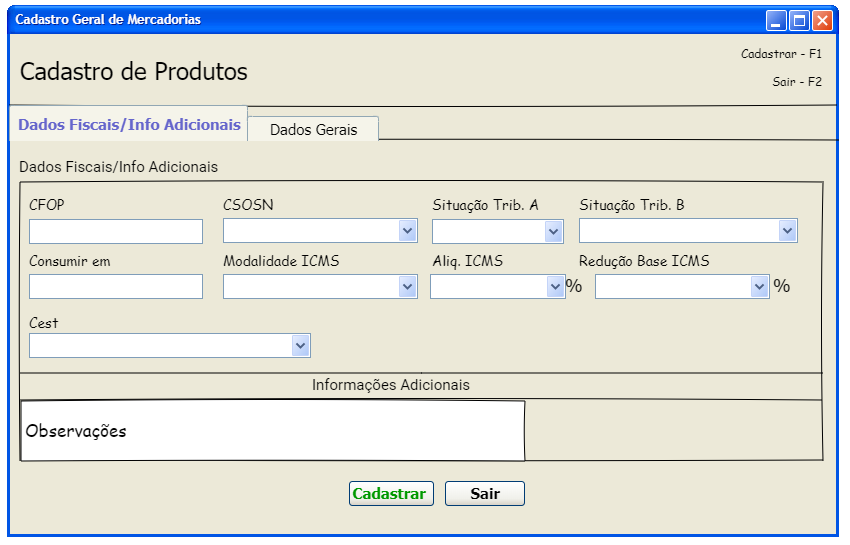 Cadastro Geral de Mercadorias
Cadastro de Produtos
Cadastrar - F1
Sair - F2
Dados Fiscais/Info Adicionais
Dados Gerais
Dados Fiscais/Info Adicionais
CFOP
CSOSN
Situação Trib. A
Situação Trib. B
Consumir em
Modalidade ICMS
Aliq. ICMS
Redução Base ICMS
%
%
Cest
Informações Adicionais
Observações
Cadastrar
Sair